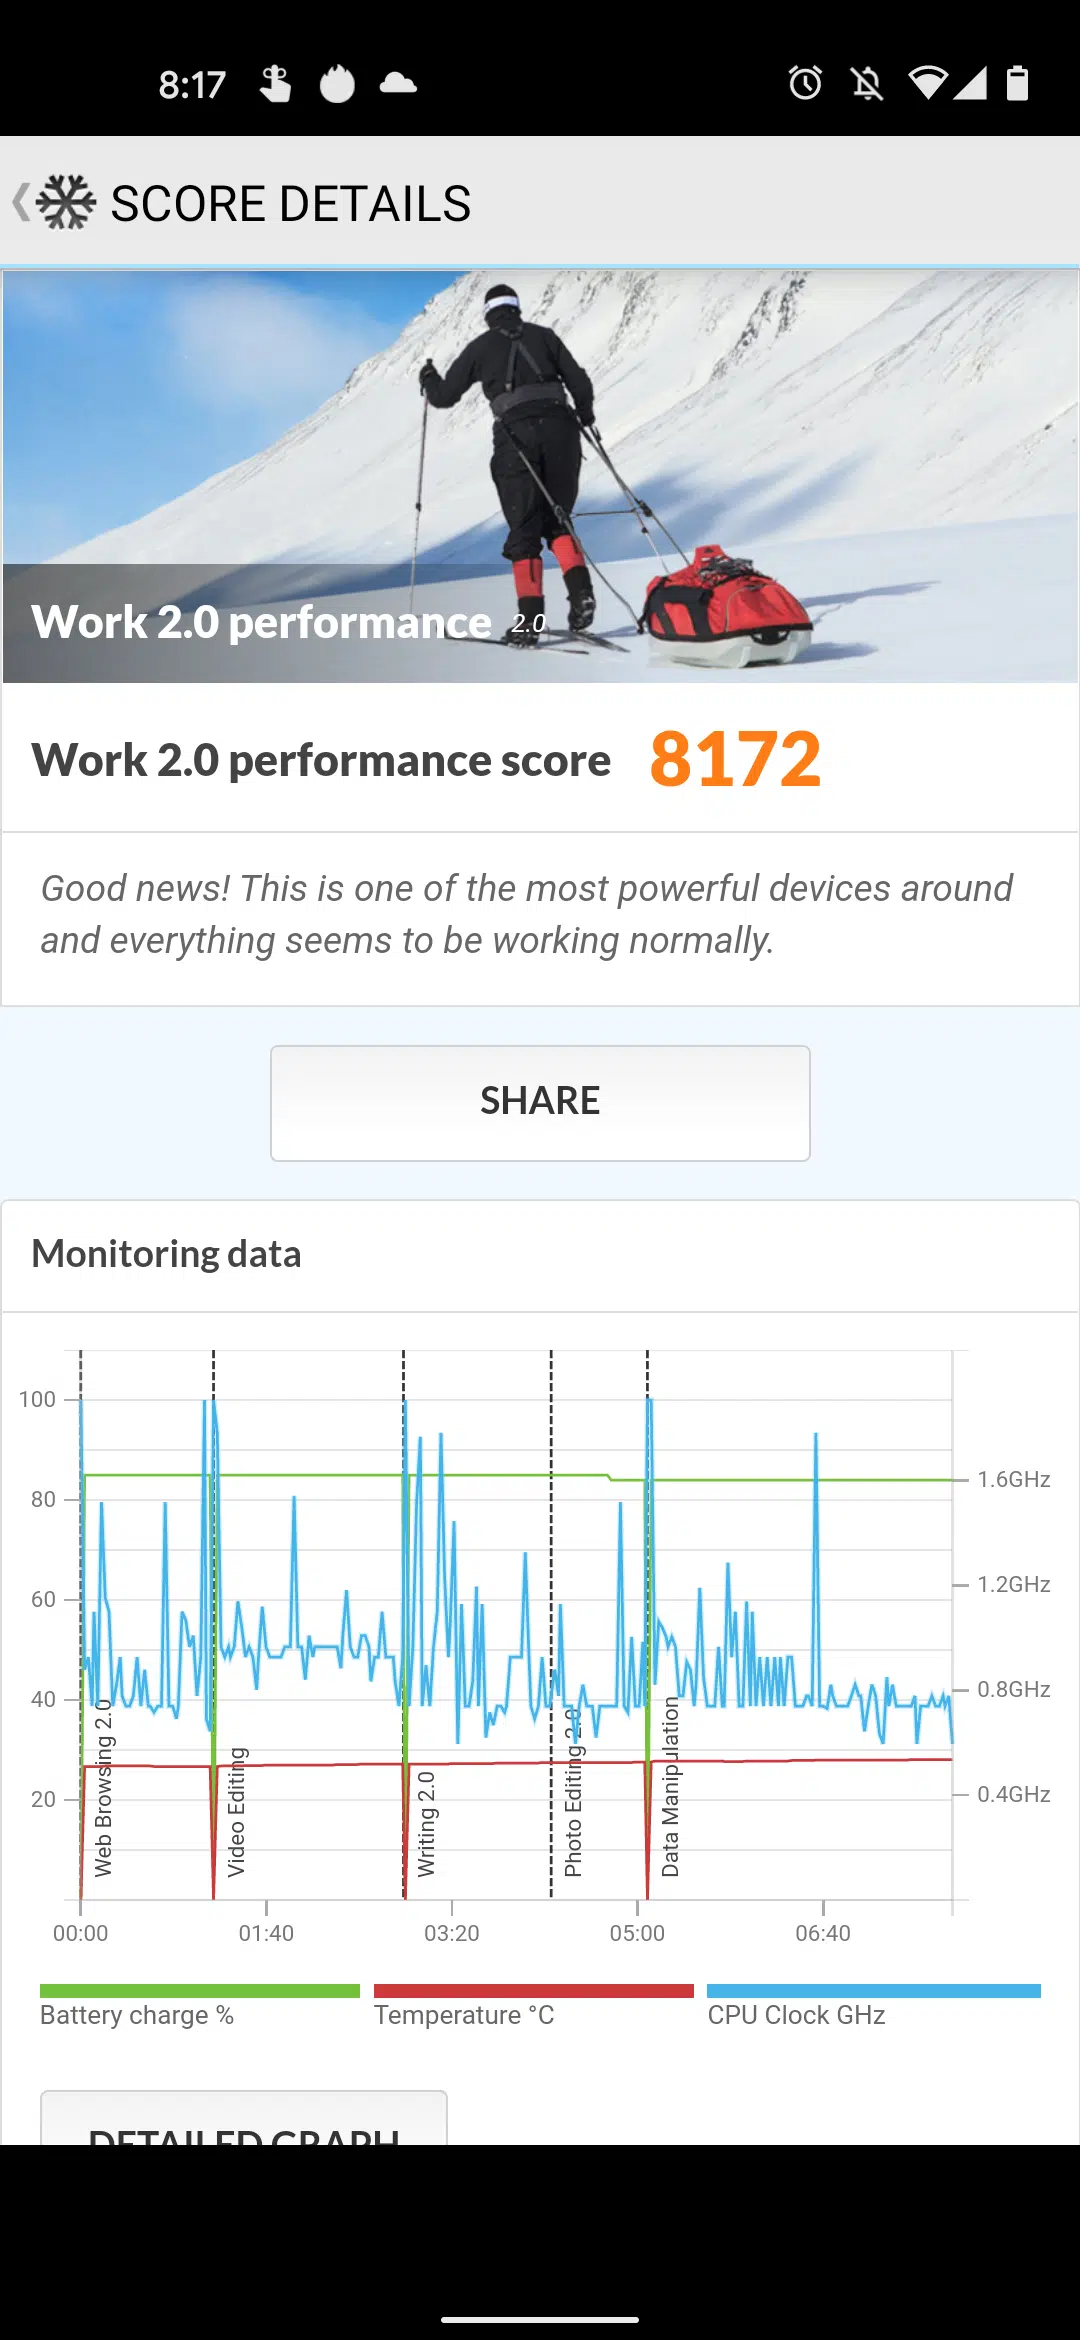 8:17
SCORE DETAILS
Work 2.0 performance 2.0
Work 2.0 performance score 8172
Good news! This is one of the most powerful devices around
and everything seems to be working normally.
SHARE
Monitoring data
100
80
60
40
20
1.6GHz
1.2GHz
0.8GHz
0.4GHz
Web Browsing 2.0
Video Editing
Writing 2.0
Photo Editing 2.0
Data Manipulation
00:00 01:40 03:20 05:00 06:40
Battery charge % Temperature °C CPU Clock GHz
DETAILED GRAPH